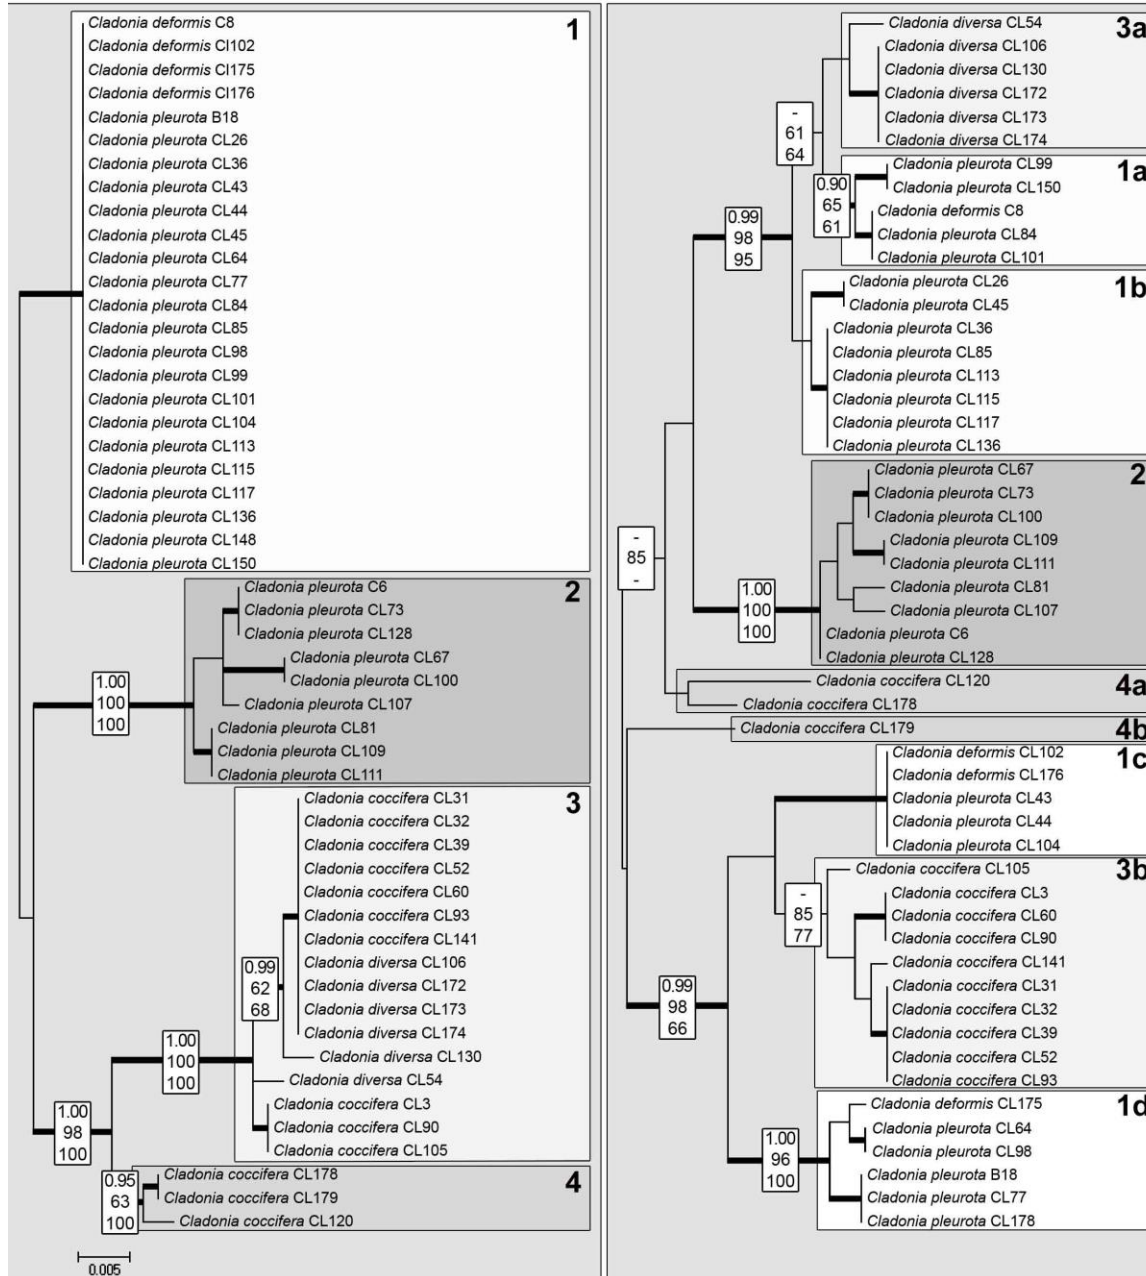 1
Cladonia deformis C8
Cladonia deformis Cl102
Cladonia deformis Cl175
Cladonia deformis Cl176
Cladonia pleurota B18
Cladonia pleurota CL26
Cladonia pleurota CL36
Cladonia pleurota CL43
Cladonia pleurota CL44
Cladonia pleurota CL45
Cladonia pleurota CL64
Cladonia pleurota CL77
Cladonia pleurota CL84
Cladonia pleurota CL85
Cladonia pleurota CL98
Cladonia pleurota CL99
Cladonia pleurota CL101
Cladonia pleurota CL104
Cladonia pleurota CL113
Cladonia pleurota CL115
Cladonia pleurota CL117
Cladonia pleurota CL136
Cladonia pleurota CL148
Cladonia pleurota CL150
2
Cladonia pleurota C6
Cladonia pleurota CL73
Cladonia pleurota CL128
Cladonia pleurota CL67
Cladonia pleurota CL100
Cladonia pleurota CL107
Cladonia pleurota CL81
Cladonia pleurota CL109
Cladonia pleurota CL111
1.00
100
100
3
Cladonia coccifera CL31
Cladonia coccifera CL32
Cladonia coccifera CL39
Cladonia coccifera CL52
Cladonia coccifera CL60
Cladonia coccifera CL93
Cladonia coccifera CL141
Cladonia diversa CL106
Cladonia diversa CL172
Cladonia diversa CL173
Cladonia diversa CL174
Cladonia diversa CL130
Cladonia diversa CL54
Cladonia coccifera CL3
Cladonia coccifera CL90
Cladonia coccifera CL105
0.99
62
68
1.00
100
100
1.00
98
100
4
Cladonia coccifera CL178
Cladonia coccifera CL179
Cladonia coccifera CL120
0.95
63
100
0.005
3a
Cladonia diversa CL54
Cladonia diversa CL106
Cladonia diversa CL130
Cladonia diversa CL172
Cladonia diversa CL173
Cladonia diversa CL174
-
61
64
1a
Cladonia pleurota CL99
Cladonia pleurota CL150
Cladonia deformis C8
Cladonia pleurota CL84
Cladonia pleurota CL101
0.90
65
61
0.99
98
95
1b
Cladonia pleurota CL26
Cladonia pleurota CL45
Cladonia pleurota CL36
Cladonia pleurota CL85
Cladonia pleurota CL113
Cladonia pleurota CL115
Cladonia pleurota CL117
Cladonia pleurota CL136
2
Cladonia pleurota CL67
Cladonia pleurota CL73
Cladonia pleurota CL100
Cladonia pleurota CL109
Cladonia pleurota CL111
Cladonia pleurota CL81
Cladonia pleurota CL107
Cladonia pleurota C6
Cladonia pleurota CL128
-
85
-
1.00
100
100
4a
Cladonia coccifera CL120
Cladonia coccifera CL178
4b
Cladonia coccifera CL179
1c
Cladonia deformis CL102
Cladonia deformis CL176
Cladonia pleurota CL43
Cladonia pleurota CL44
Cladonia pleurota CL104
3b
Cladonia coccifera CL105
Cladonia coccifera CL3
Cladonia coccifera CL60
Cladonia coccifera CL90
Cladonia coccifera CL141
Cladonia coccifera CL31
Cladonia coccifera CL32
Cladonia coccifera CL39
Cladonia coccifera CL52
Cladonia coccifera CL93
-
85
77
0.99
98
66
1d
Cladonia deformis CL175
Cladonia pleurota CL64
Cladonia pleurota CL98
Cladonia pleurota B18
Cladonia pleurota CL77
Cladonia pleurota CL178
1.00
96
100